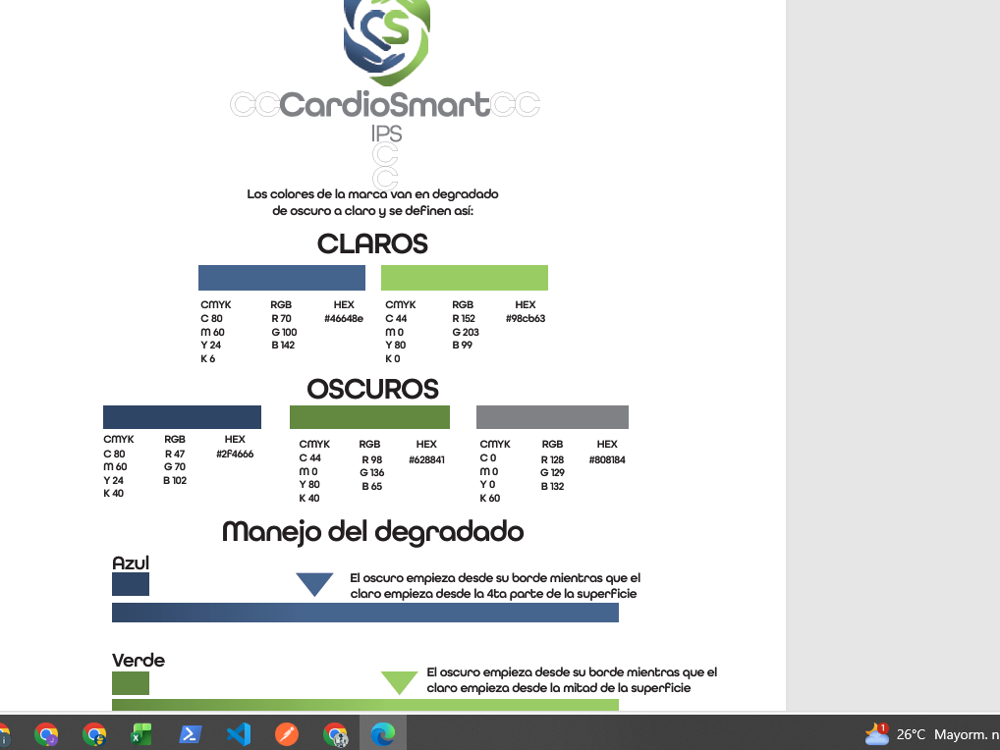 CS
CCCardioSmartCC
IPS
C
C
Los colores de la marca van en degradado
de oscuro a claro y se definen así:
CLAROS
CMYK RGB HEX CMYK RGB HEX
C 80 R 70 #46648e C 44 R 152 #98cb63
M 60 G 100 M 0 G 203
Y 24 B 142 Y 80 B 99
K 6 K 0
OSCUROS
CMYK RGB HEX CMYK RGB HEX CMYK RGB HEX
C 80 R 47 #2f4666 C 44 R 98 #628841 C 0 R 128 #808184
M 60 G 70 M 0 G 136 M 0 G 129
Y 24 B 102 Y 80 B 65 Y 0 B 132
K 40 K 40 K 60
Manejo del degradado
Azul
El oscuro empieza desde su borde mientras que el
claro empieza desde la 4ta parte de la superficie
Verde
El oscuro empieza desde su borde mientras que el
claro empieza desde la mitad de la superficie
1 26°C Mayorm. n